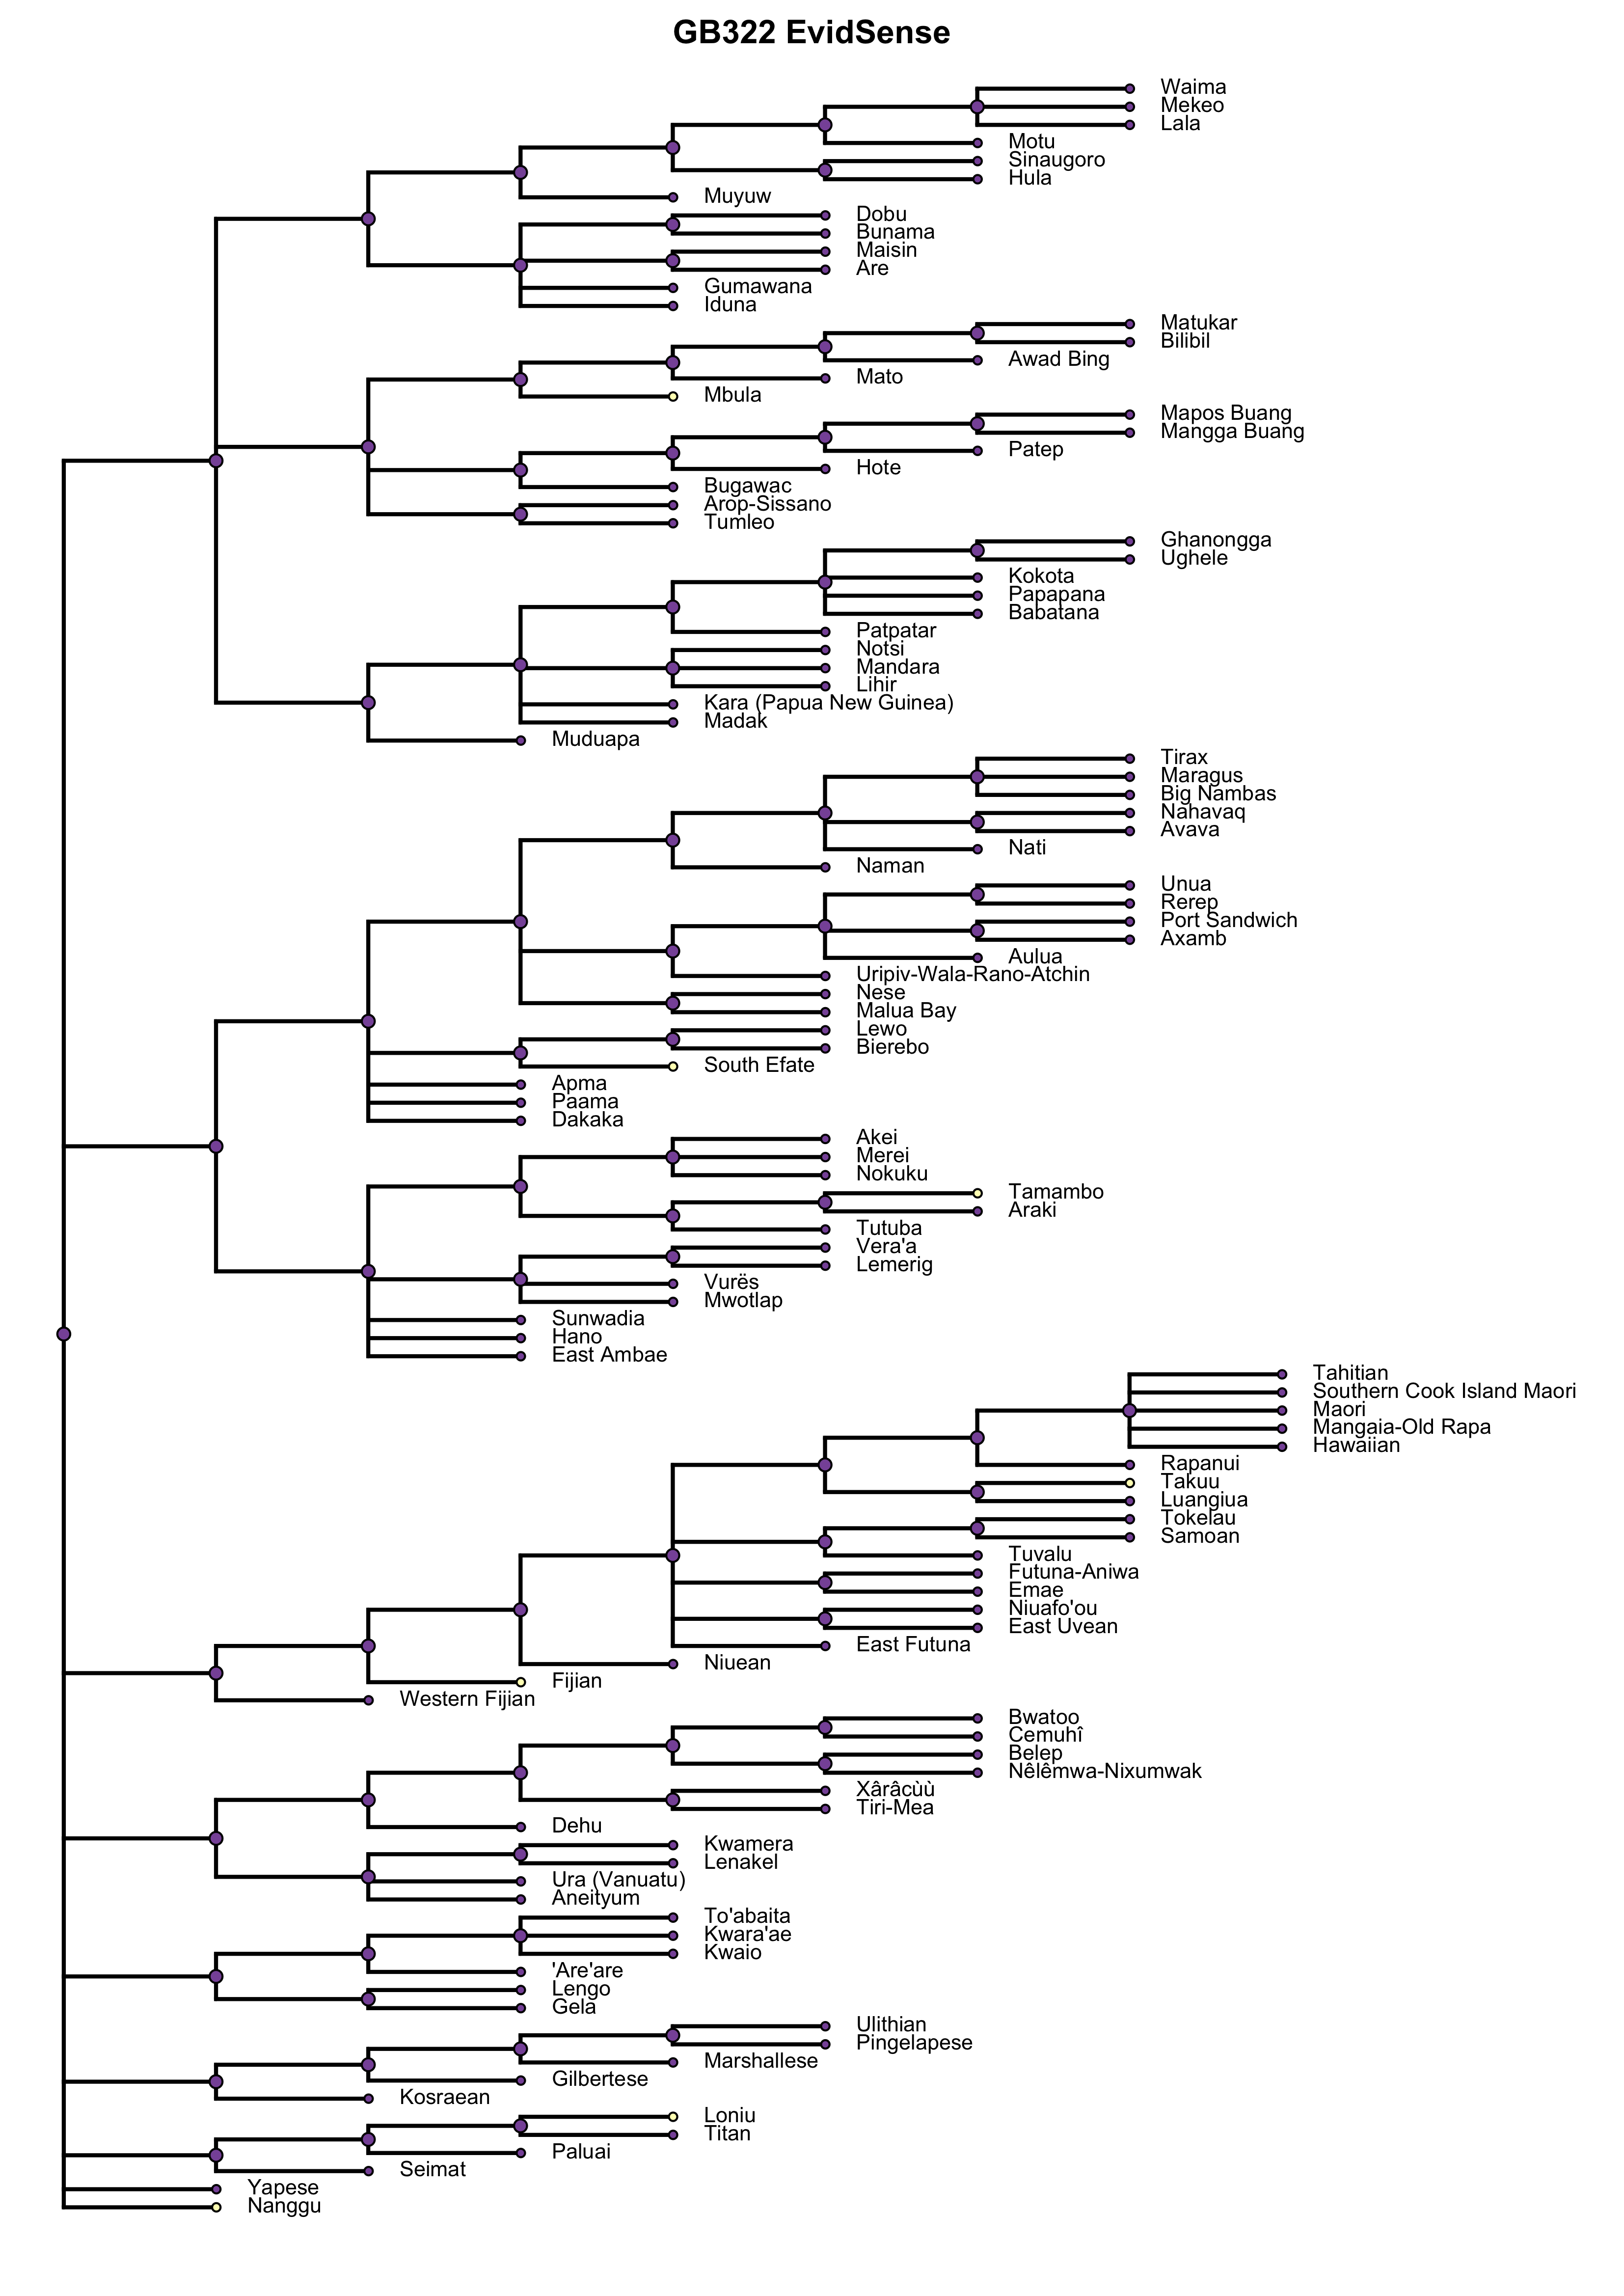 GB322 EvidSense
Waima
Mekeo
Lala
Motu
Sinaugoro
Hula
Muyuw
Dobu
Bunama
Maisin
Are
Gumawana
Iduna
Matukar
Bilibil
Awad Bing
Mato
Mbula
Mapos Buang
Mangga Buang
Patep
Hote
Bugawac
Arop-Sissano
Tumleo
Ghanongga
Ughele
Kokota
Papapana
Babatana
Patpatar
Notsi
Mandara
Lihir
Kara (Papua New Guinea)
Madak
Muduapa
Tirax
Maragus
Big Nambas
Nahavaq
Avava
Nati
Naman
Unua
Rerep
Port Sandwich
Axamb
Aulua
Uripiv-Wala-Rano-Atchin
Nese
Malua Bay
Lewo
Bierebo
South Efate
Apma
Paama
Dakaka
Akei
Merei
Nokuku
Tamambo
Araki
Tutuba
Vera'a
Lemerig
Vurës
Mwotlap
Sunwadia
Hano
East Ambae
Tahitian
Southern Cook Island Maori
Maori
Mangaia-Old Rapa
Hawaiian
Rapanui
Takuu
Luangiua
Tokelau
Samoan
Tuvalu
Futuna-Aniwa
Emae
Niuafo'ou
East Uvean
East Futuna
Niuean
Fijian
Western Fijian
Bwatoo
Cemuhî
Belep
Nêlêmwa-Nixumwak
Xârâcùù
Tiri-Mea
Dehu
Kwamera
Lenakel
Ura (Vanuatu)
Aneityum
To'abaita
Kwara'ae
Kwaio
'Are'are
Lengo
Gela
Ulithian
Pingelapese
Marshallese
Gilbertese
Kosraean
Loniu
Titan
Paluai
Seimat
Yapese
Nanggu